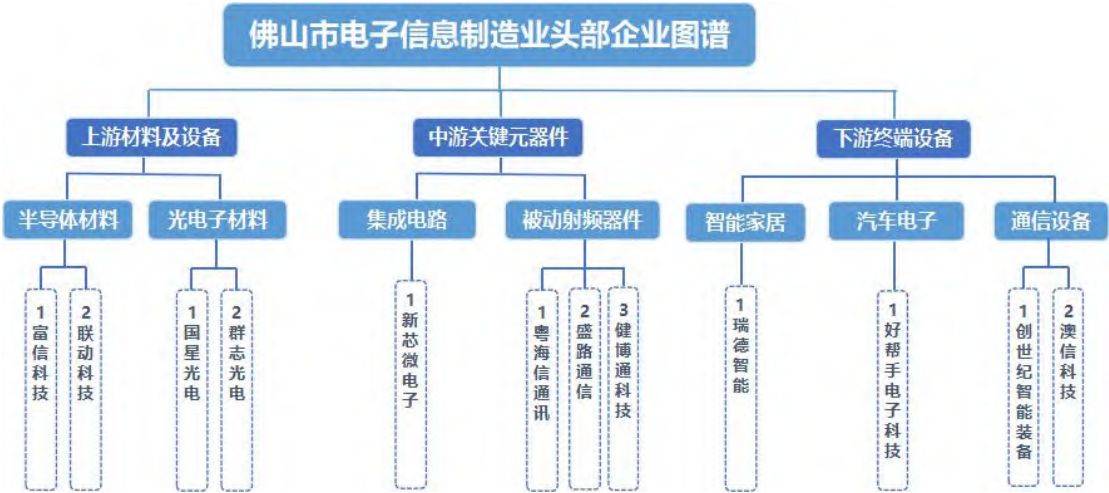 佛山市电子信息制造业头部企业图谱
上游材料及设备
中游关键元器件
下游终端设备
半导体材料
光电子材料
集成电路
被动射频器件
智能家居
汽车电子
通信设备
1富信科技
2联动科技
1国星光电
2群志光电
1新芯微电子
1粤海信通讯
2盛路通信
3健博通科技
1瑞德智能
1好帮手电子科技
1创世纪智能装备
2澳信科技